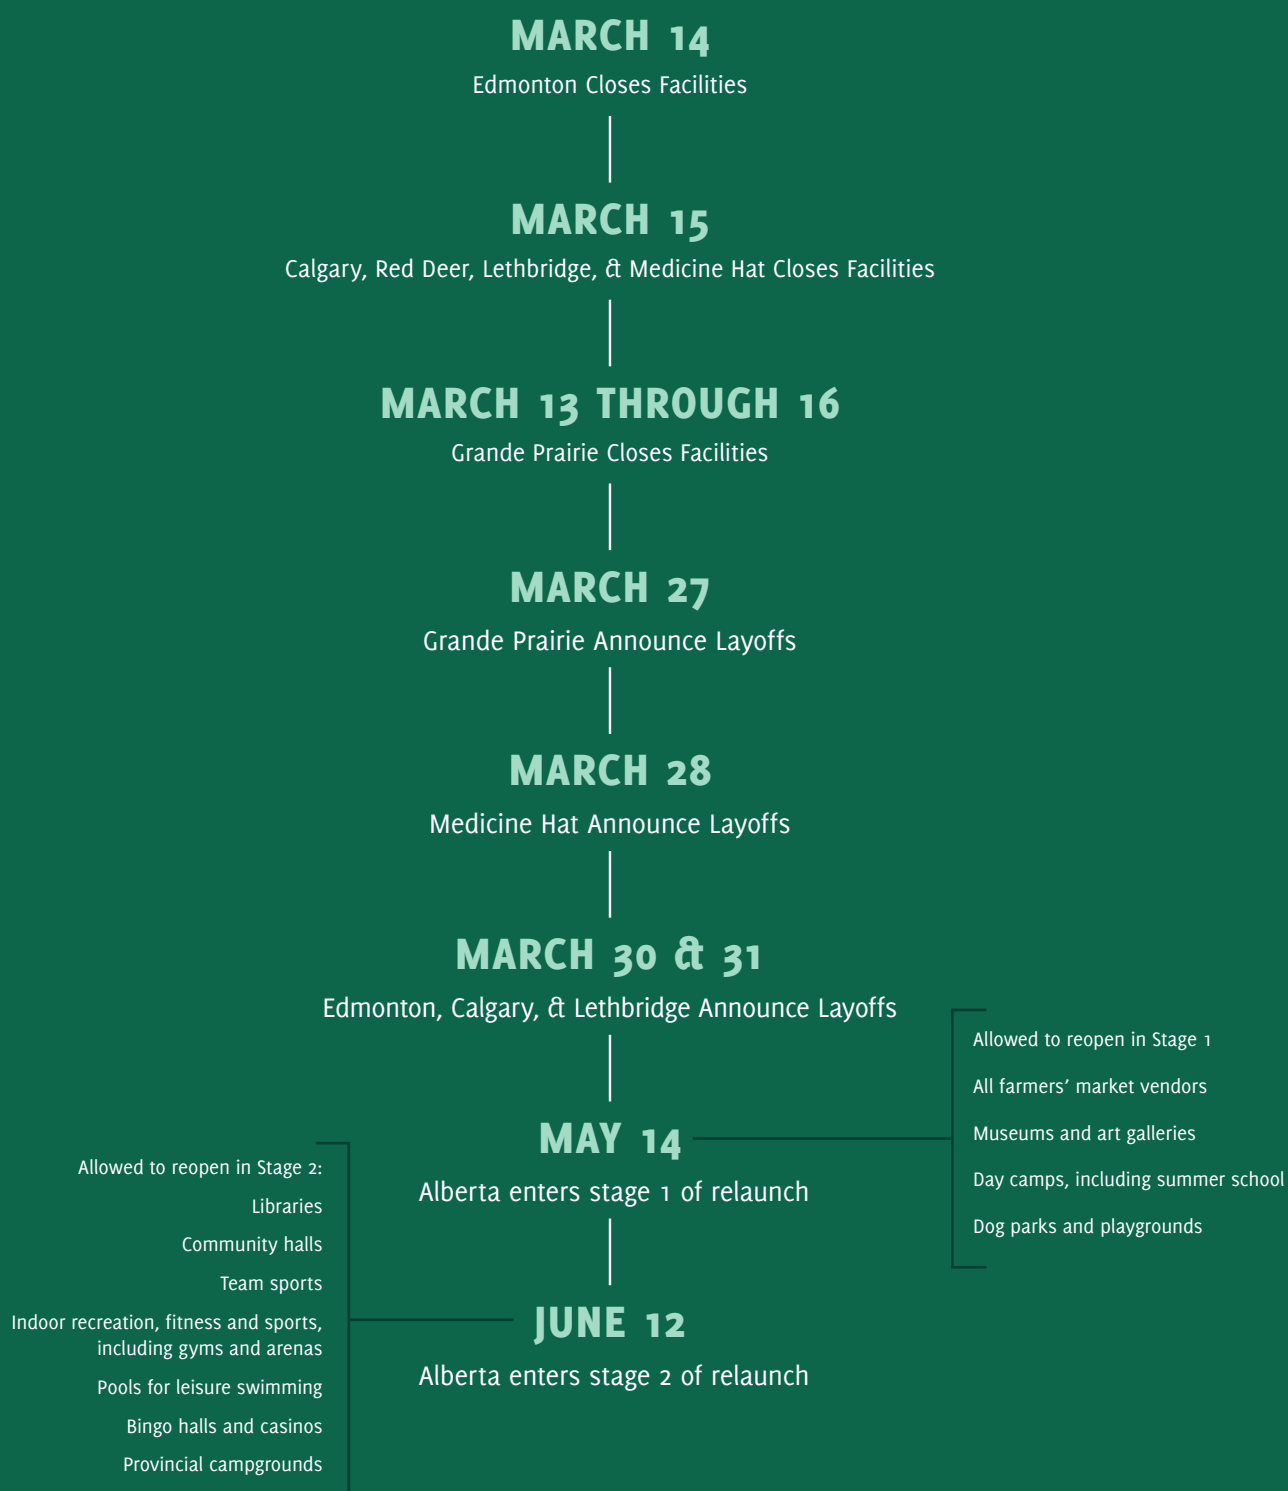 MARCH 14
Edmonton Closes Facilities
MARCH 15
Calgary, Red Deer, Lethbridge, & Medicine Hat Closes Facilities
MARCH 13 THROUGH 16
Grande Prairie Closes Facilities
MARCH 27
Grande Prairie Announce Layoffs
MARCH 28
Medicine Hat Announce Layoffs
MARCH 30 & 31
Edmonton, Calgary, & Lethbridge Announce Layoffs
MAY 14
Alberta enters stage 1 of relaunch
Allowed to reopen in Stage 1
All farmers’ market vendors
Museums and art galleries
Day camps, including summer school
Dog parks and playgrounds
JUNE 12
Alberta enters stage 2 of relaunch
Allowed to reopen in Stage 2:
Libraries
Community halls
Team sports
Indoor recreation, fitness and sports,
including gyms and arenas
Pools for leisure swimming
Bingo halls and casinos
Provincial campgrounds